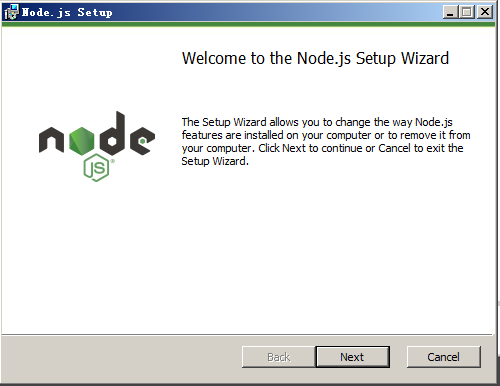 Node.js Setup
Welcome to the Node.js Setup Wizard
The Setup Wizard allows you to change the way Node.js
features are installed on your computer or to remove it from
your computer. Click Next to continue or Cancel to exit the
Setup Wizard.
node
JS
Back
Next
Cancel